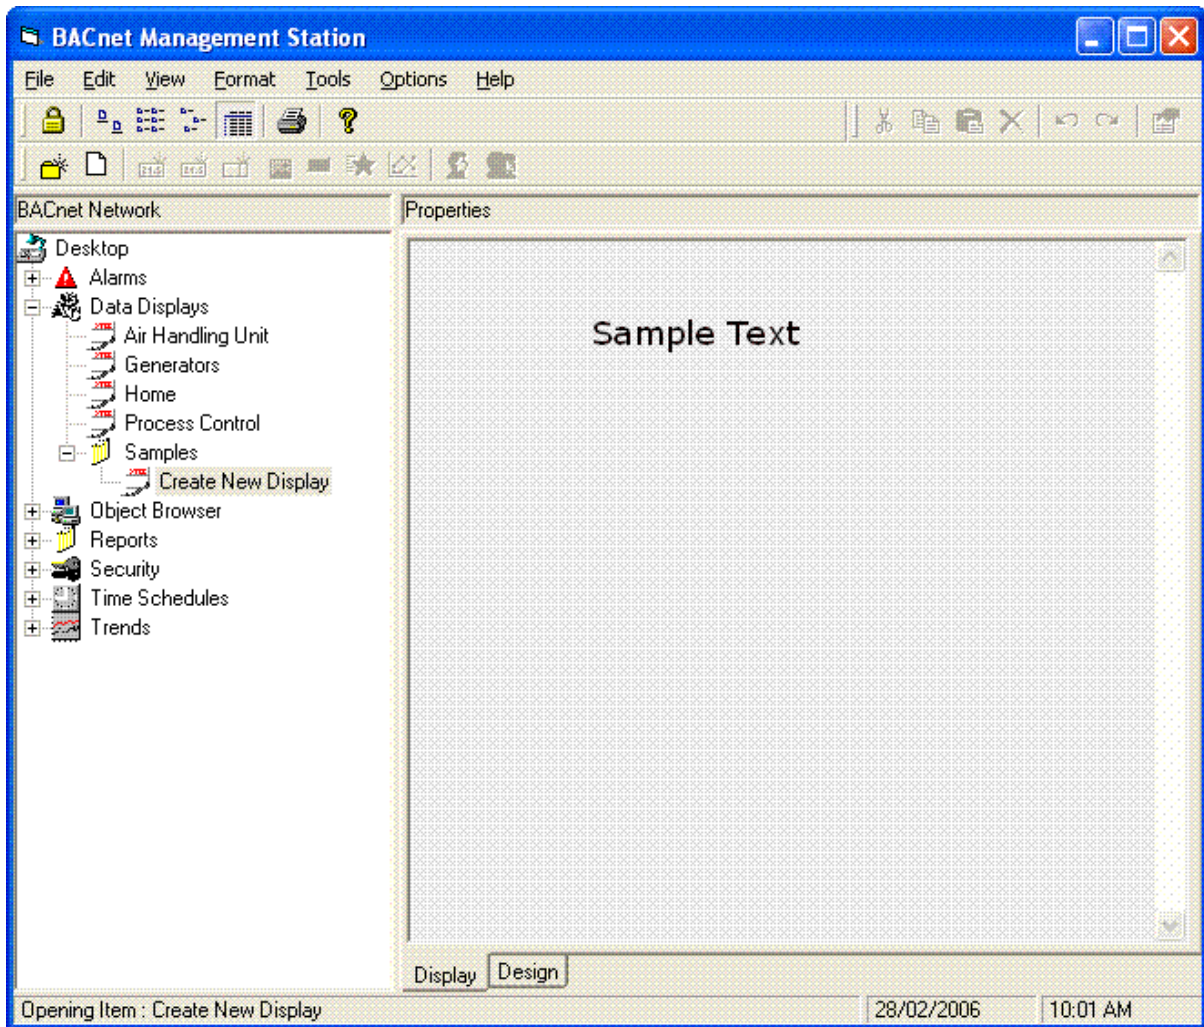 BACnet Management Station
File Edit View Format Tools Options Help
BACnet Network
Properties
Desktop
Alarms
Data Displays
Air Handling Unit
Generators
Home
Process Control
Samples
Create New Display
Object Browser
Reports
Security
Time Schedules
Trends
Sample Text
Display Design
Opening Item : Create New Display 28/02/2006 10:01 AM